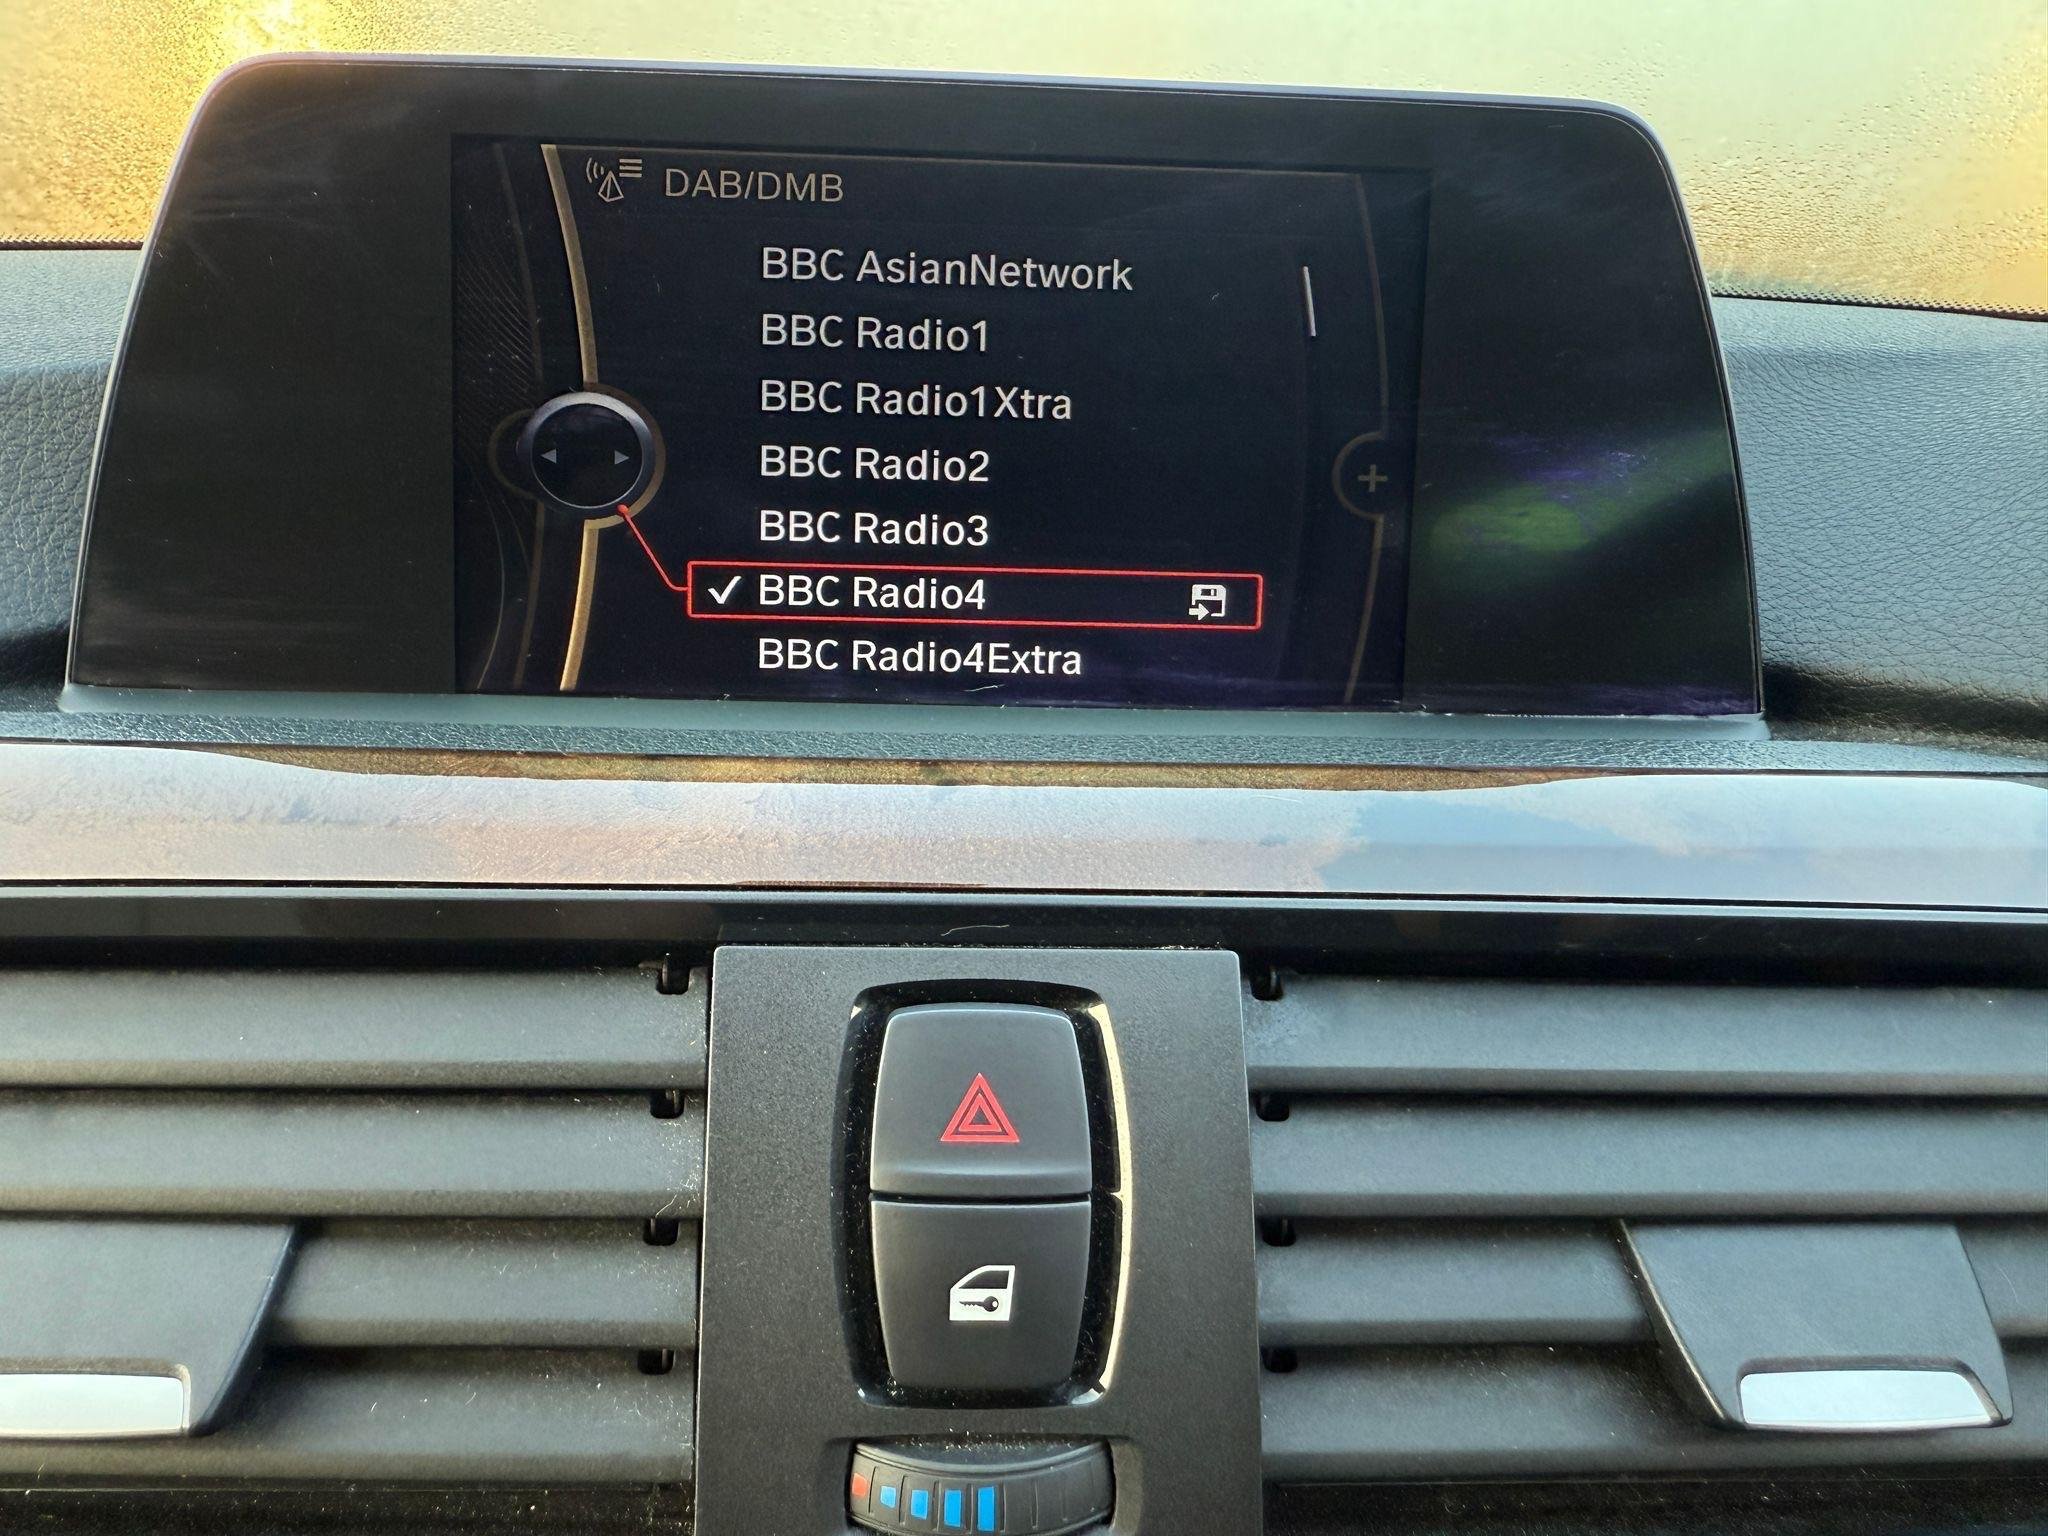 DAB/DMB
BBC AsianNetwork
BBC Radio1
BBC Radio1Xtra
BBC Radio2
BBC Radio3
BBC Radio4
BBC Radio4Extra